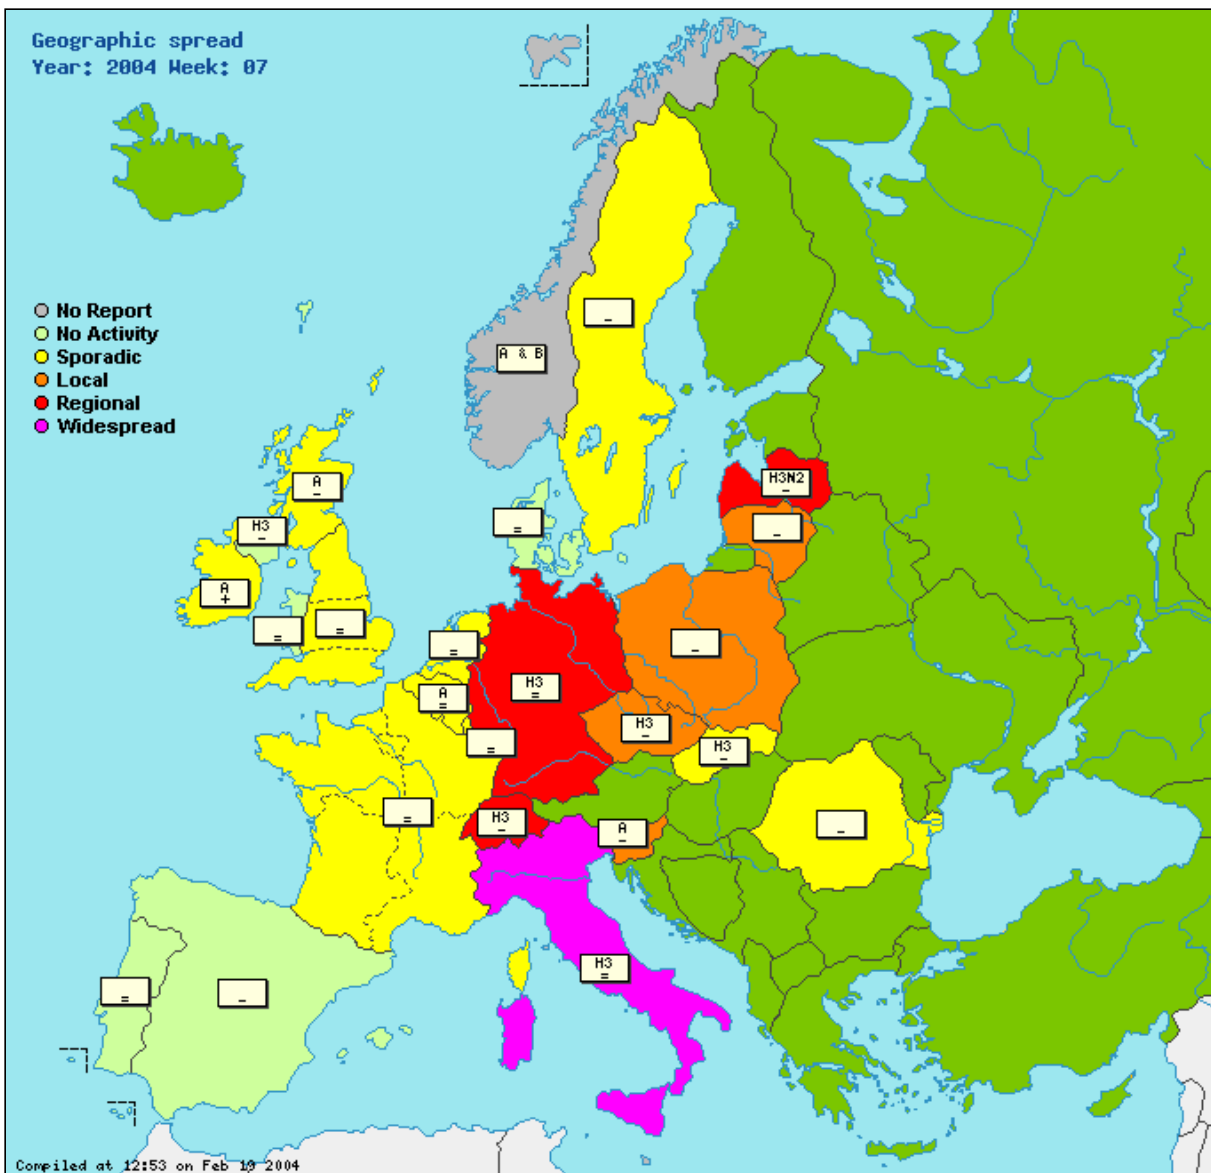 Geographic spread
Year: 2004 Week: 07
No Report
No Activity
Sporadic
Local
Regional
Widespread
_
A & B
H3N2
–
A
–
=
_
H3
–
A
+
=
=
=
_
H3
=
A
=
H3
–
=
H3
–
=
H3
–
A
–
_
H3
=
=
_
Compiled at 12:53 on Feb 19 2004